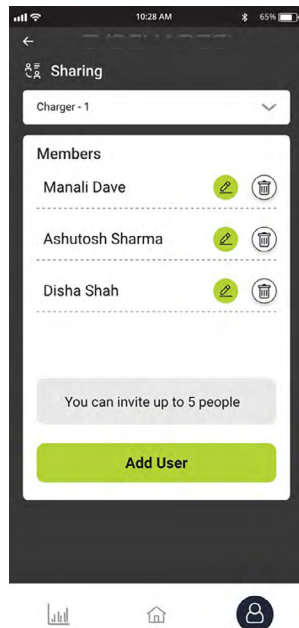 10:28 AM
65%
Sharing
Charger - 1
Members
Manali Dave
Ashutosh Sharma
Disha Shah
You can invite up to 5 people
Add User